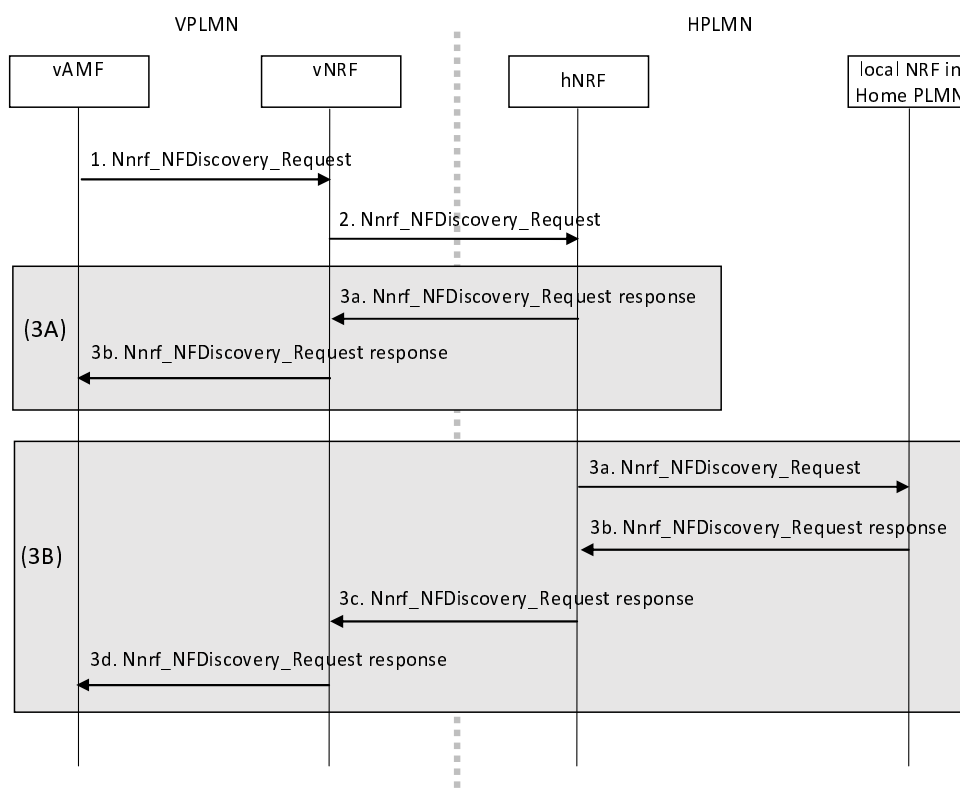 VPLMN
HPLMN
vAMF
vNRF
hNRF
local NRF in
Home PLMN
1. Nnrf_NFDiscovery_Request
2. Nnrf_NFDiscovery_Request
(3A)
3a. Nnrf_NFDiscovery_Request response
3b. Nnrf_NFDiscovery_Request response
(3B)
3a. Nnrf_NFDiscovery_Request
3b. Nnrf_NFDiscovery_Request response
3c. Nnrf_NFDiscovery_Request response
3d. Nnrf_NFDiscovery_Request response